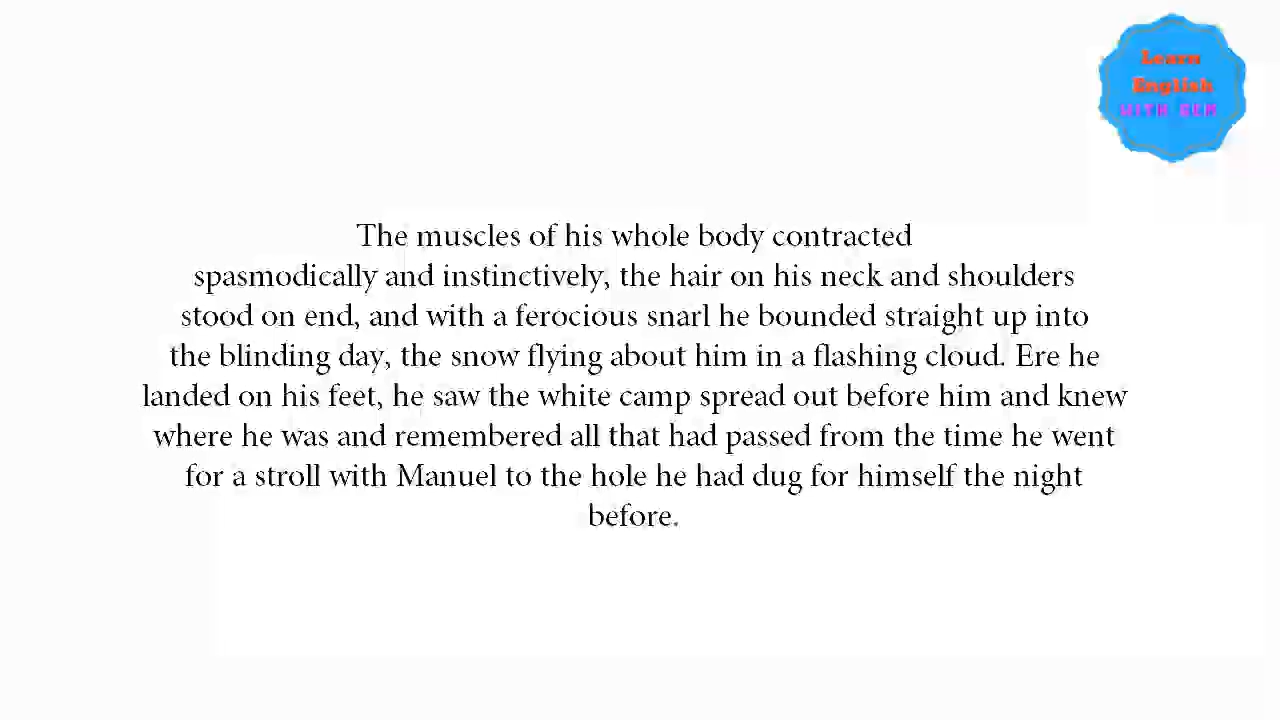 Learn
English
WITH GEM
The muscles of his whole body contracted
spasmodically and instinctively, the hair on his neck and shoulders
stood on end, and with a ferocious snarl he bounded straight up into
the blinding day, the snow flying about him in a flashing cloud. Ere he
landed on his feet, he saw the white camp spread out before him and knew
where he was and remembered all that had passed from the time he went
for a stroll with Manuel to the hole he had dug for himself the night
before.